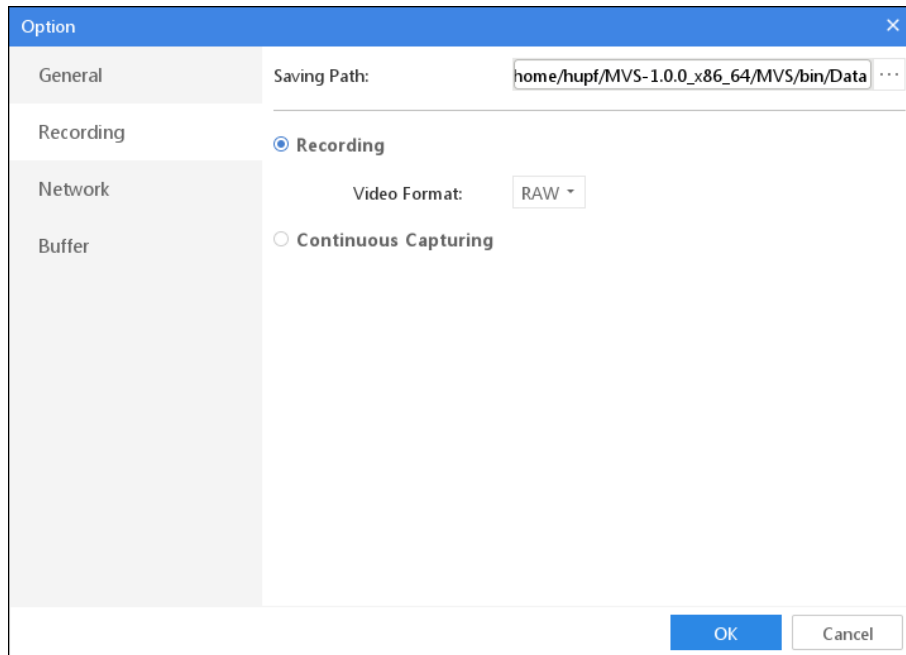 Option
General
Recording
Network
Buffer
Saving Path: home/hupf/MVS-1.0.0_x86_64/MVS/bin/Data ...
Recording
Video Format: RAW
Continuous Capturing
OK Cancel